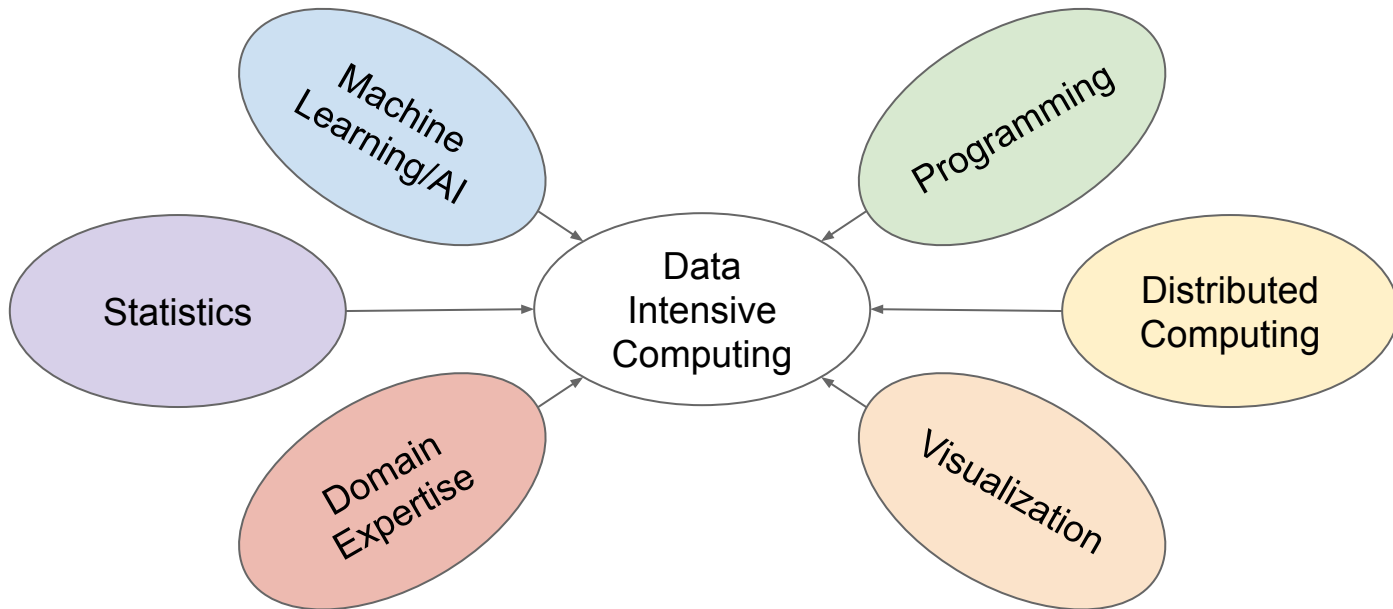 Machine
Learning/AI
Programming
Statistics
Data
Intensive
Computing
Distributed
Computing
Domain
Expertise
Visualization